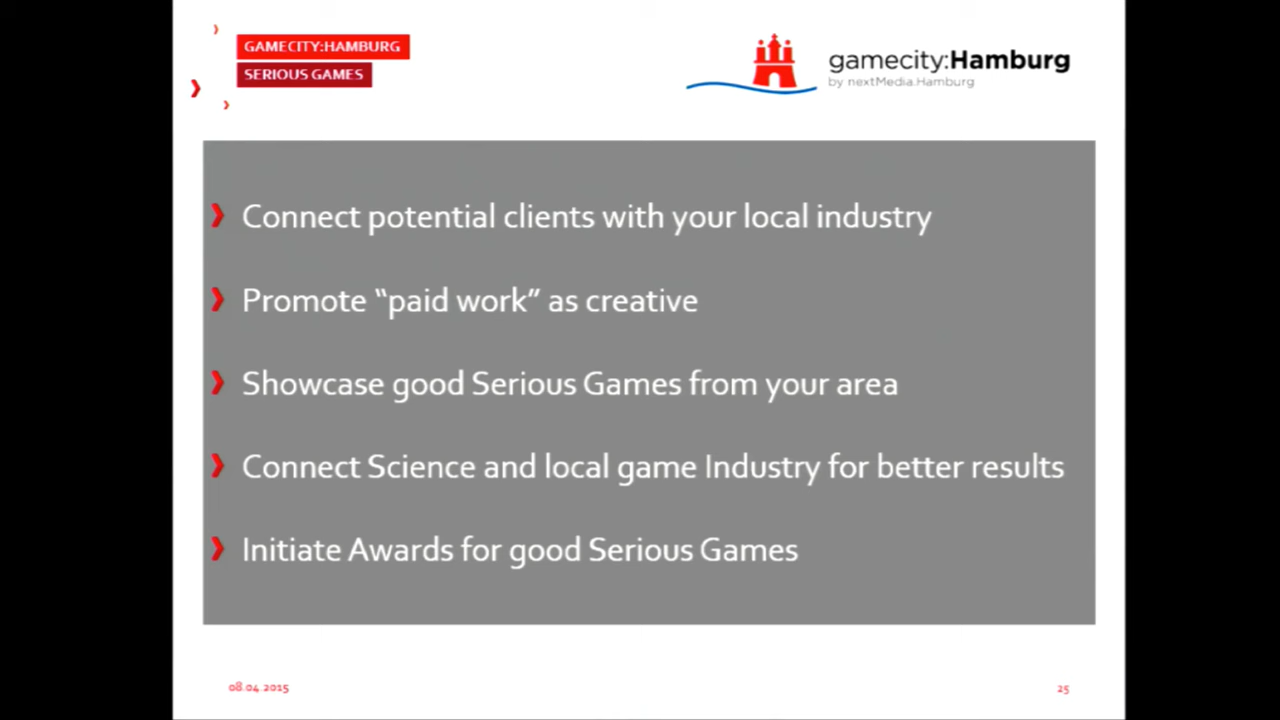 GAMECITY:HAMBURG
SERIOUS GAMES
gamecity:Hamburg
by nextMedia.Hamburg
Connect potential clients with your local industry
Promote “paid work” as creative
Showcase good Serious Games from your area
Connect Science and local game Industry for better results
Initiate Awards for good Serious Games
08.04.2015
25